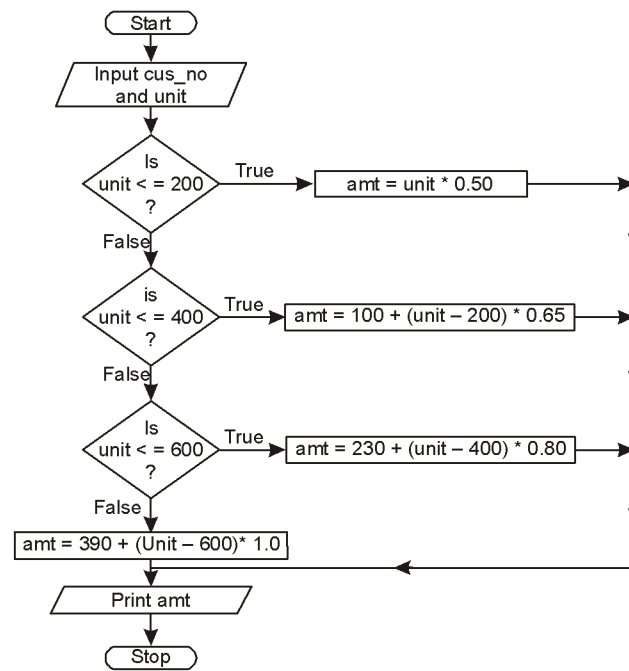 Start
Input cus_no
and unit
Is
unit < = 200
?
True
amt = unit * 0.50
False
is
unit < = 400
?
True
amt = 100 + (unit – 200) * 0.65
False
Is
unit < = 600
?
True
amt = 230 + (unit – 400) * 0.80
False
amt = 390 + (Unit – 600)* 1.0
Print amt
Stop